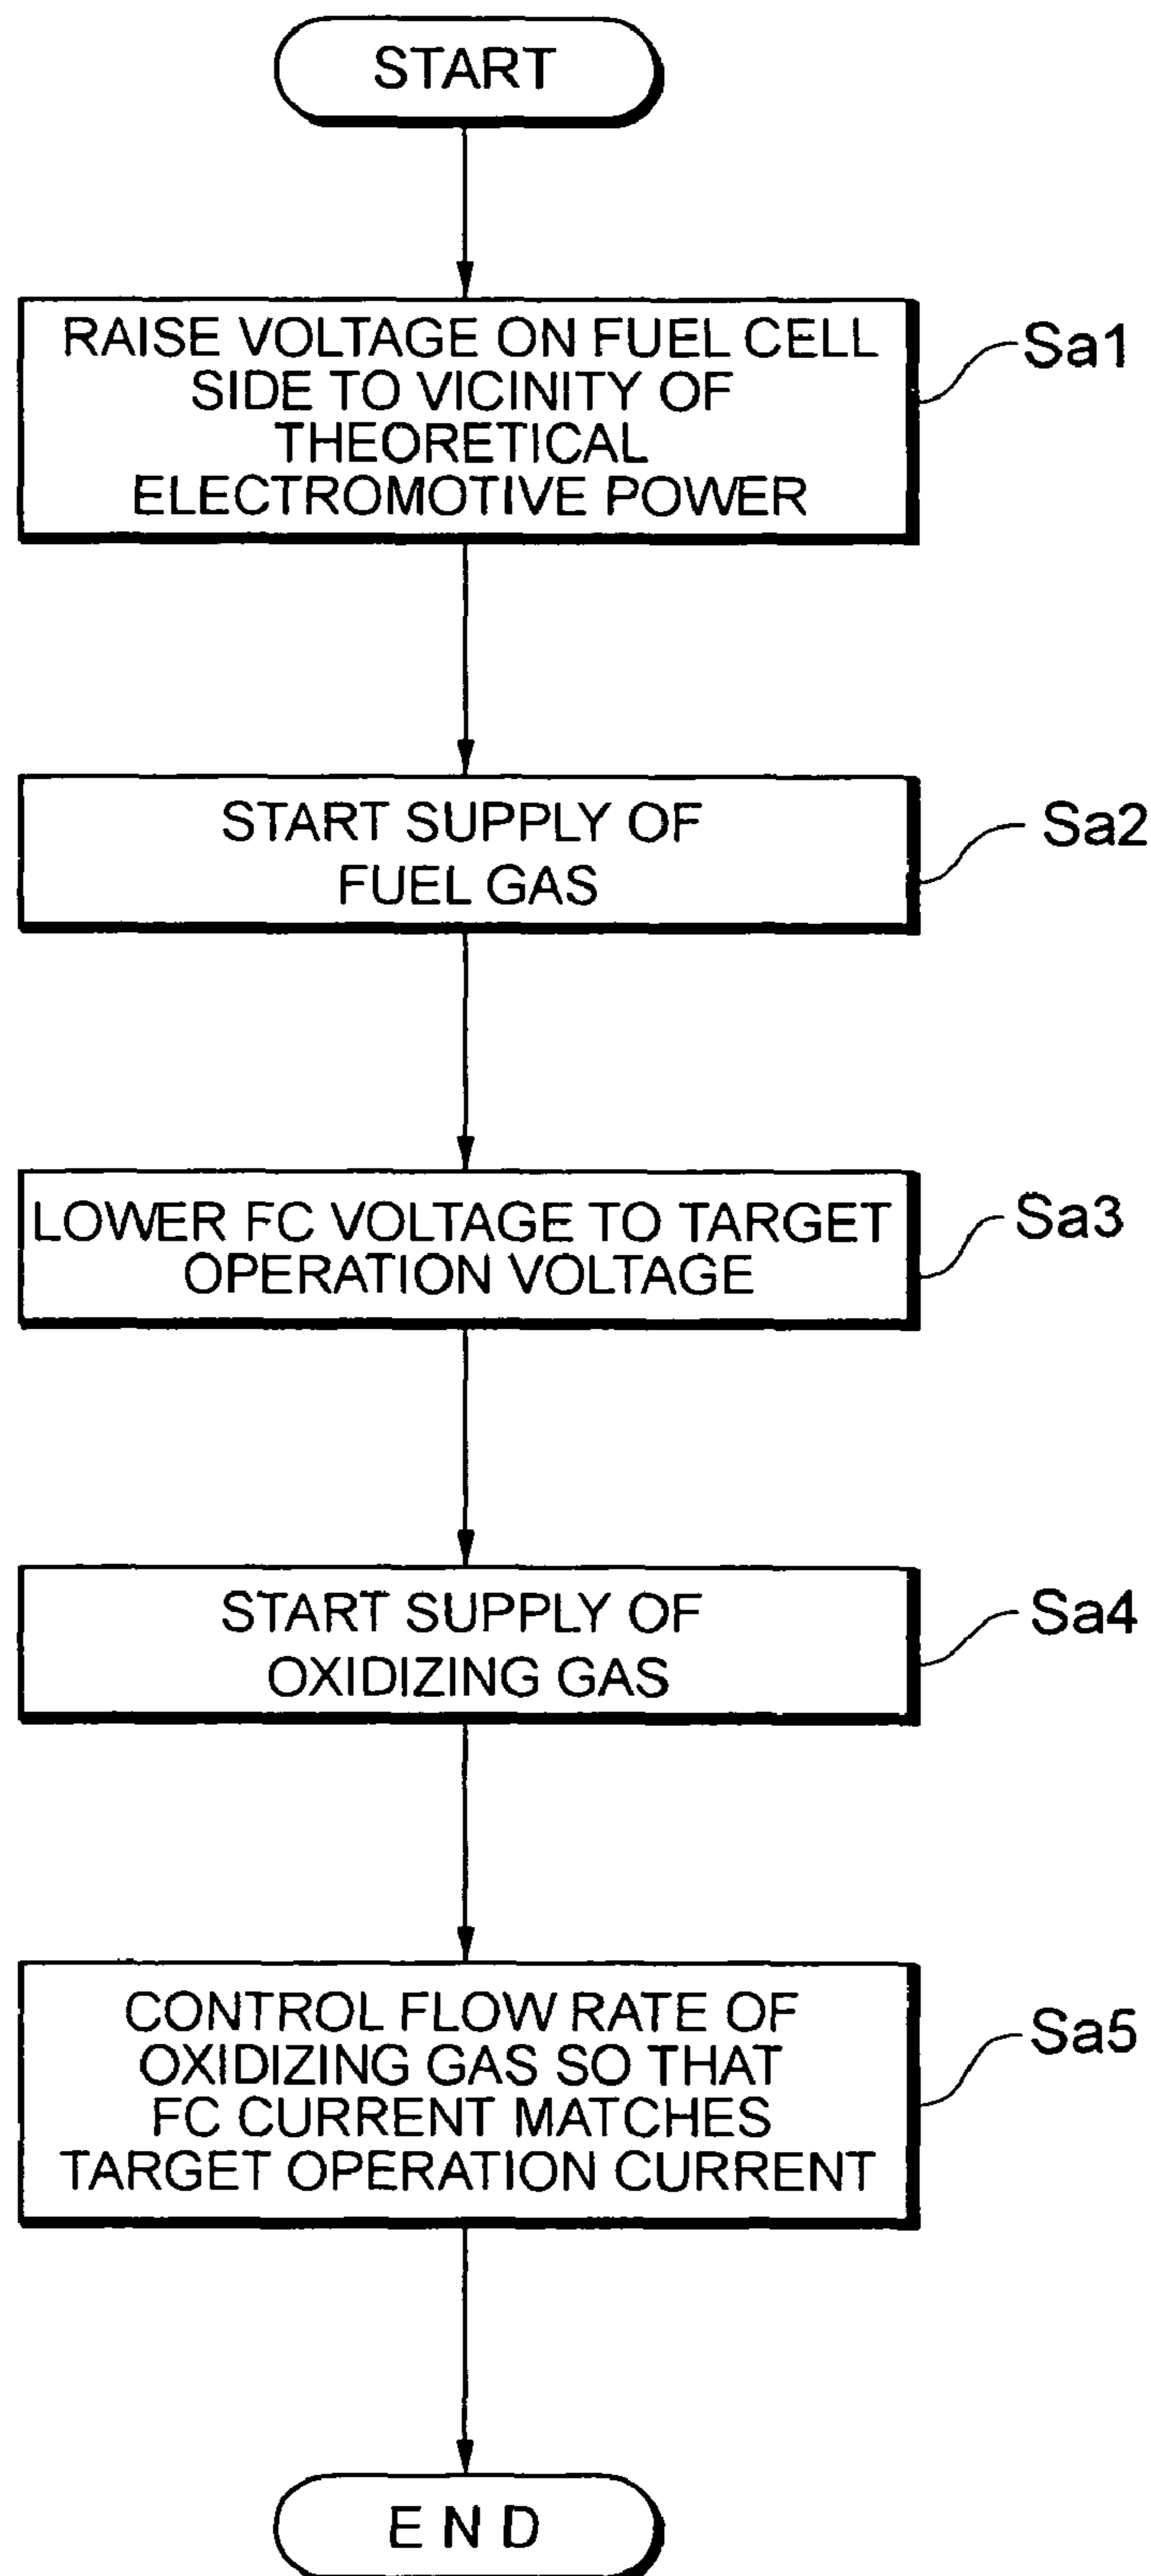 START
RAISE VOLTAGE ON FUEL CELL
SIDE TO VICINITY OF
THEORETICAL
ELECTROMOTIVE POWER
Sa1
START SUPPLY OF
FUEL GAS
Sa2
LOWER FC VOLTAGE TO TARGET
OPERATION VOLTAGE
Sa3
START SUPPLY OF
OXIDIZING GAS
Sa4
CONTROL FLOW RATE OF
OXIDIZING GAS SO THAT
FC CURRENT MATCHES
TARGET OPERATION CURRENT
Sa5
END